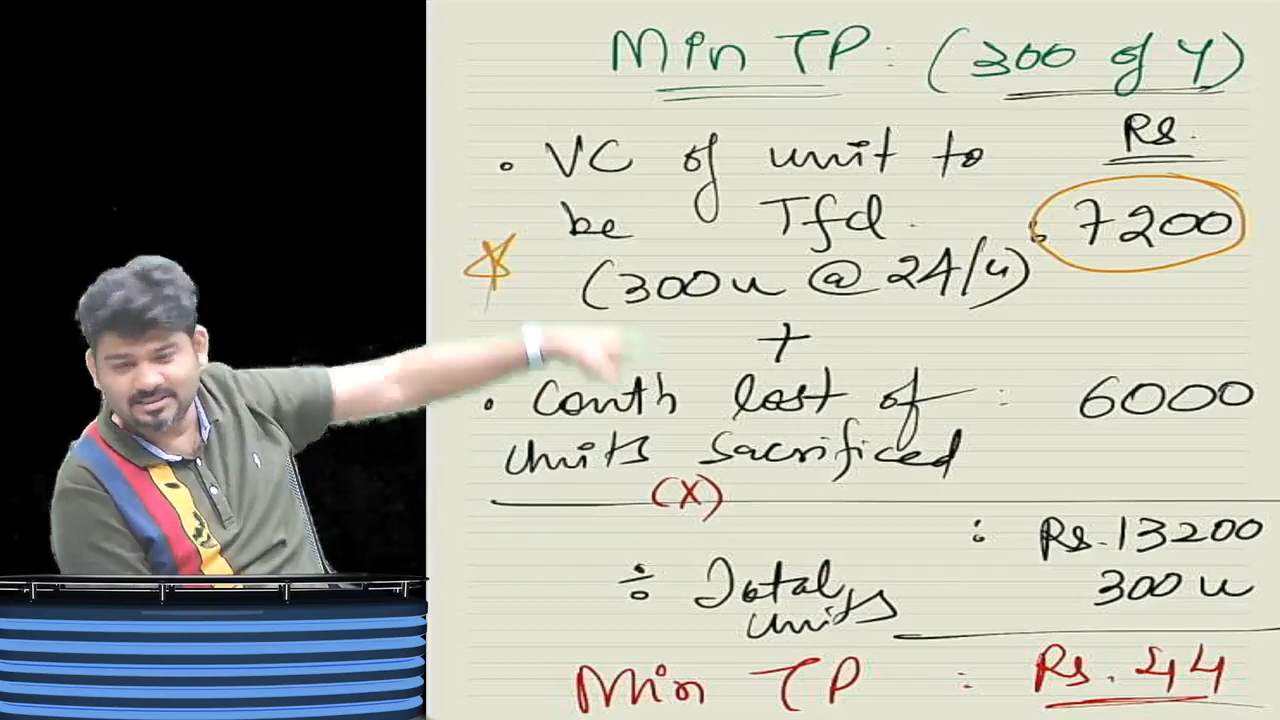 Min TP : (300 of Y)
Rs.
• VC of unit to
be Tfd. : 7200
(300u @ 24/u)
+
• Contn lost of : 6000
units sacrificed
(X)
: Rs. 13200
÷ Total 300 u
units
Min TP : Rs. 44